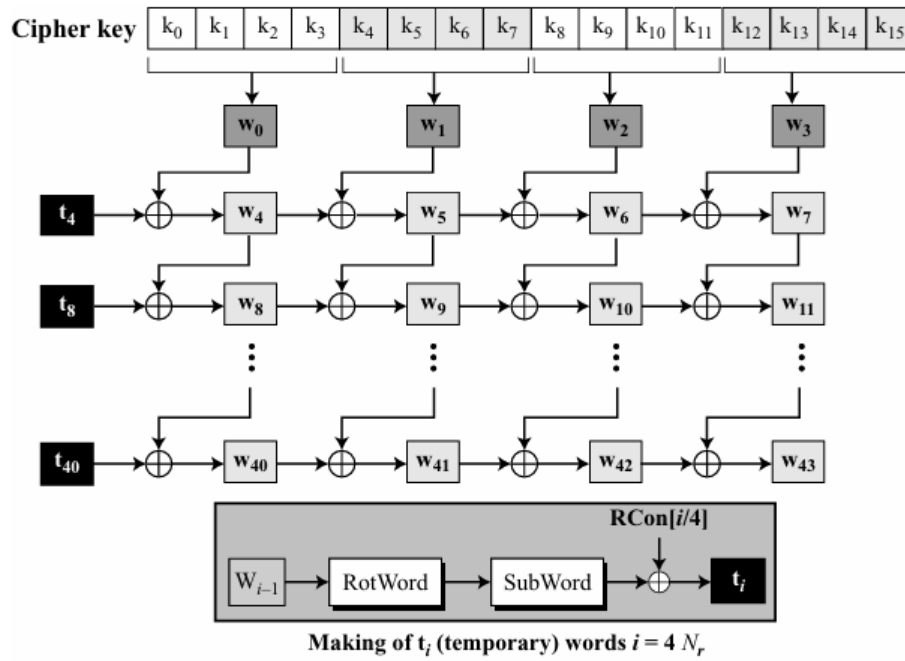 Cipher key k₀ k₁ k₂ k₃ k₄ k₅ k₆ k₇ k₈ k₉ k₁₀ k₁₁ k₁₂ k₁₃ k₁₄ k₁₅
w₀ w₁ w₂ w₃
t₄ w₄ w₅ w₆ w₇
t₈ w₈ w₉ w₁₀ w₁₁
t₄₀ w₄₀ w₄₁ w₄₂ w₄₃
RCon[i/4]
Wᵢ₋₁ RotWord SubWord tᵢ
Making of tᵢ (temporary) words i = 4 Nᵣ